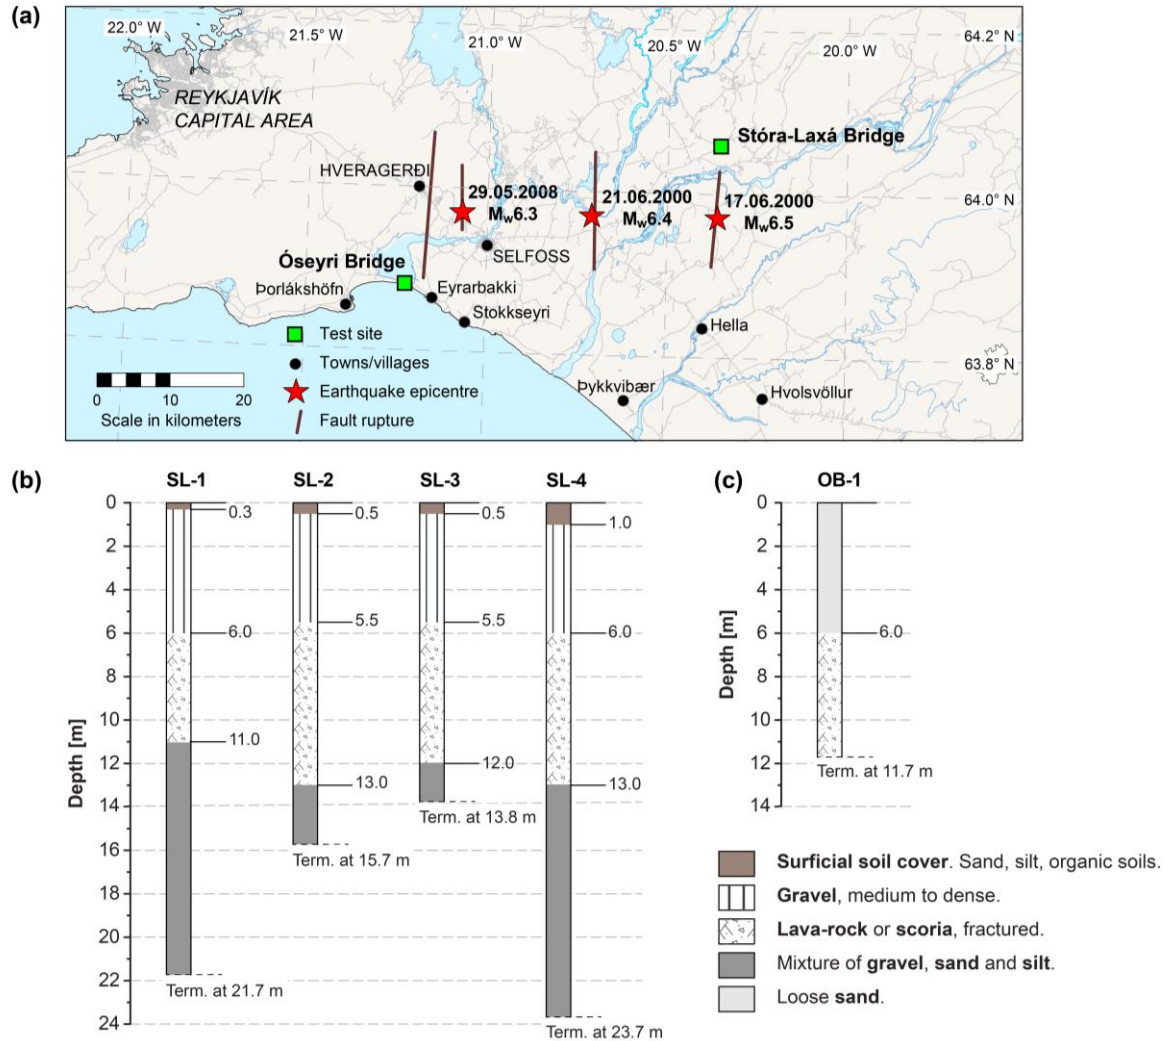 (a)
22.0° W
21.5° W
21.0° W
20.5° W
20.0° W
64.2° N
REYKJAVÍK
CAPITAL AREA
Stóra-Laxá Bridge
HVERAGERÐI
29.05.2008
Mw6.3
21.06.2000
Mw6.4
17.06.2000
Mw6.5
64.0° N
SELFOSS
Óseyri Bridge
Þorlákshöfn
Eyrarbakki
Stokkseyri
Hella
63.8° N
Þykkvibær
Hvolsvöllur
Test site
Towns/villages
Earthquake epicentre
Fault rupture
0 10 20
Scale in kilometers
(b)
SL-1 SL-2 SL-3 SL-4
Depth [m]
0
2
4
6
8
10
12
14
16
18
20
22
24
0.3
6.0
11.0
Term. at 21.7 m
0.5
5.5
13.0
Term. at 15.7 m
0.5
5.5
12.0
Term. at 13.8 m
1.0
6.0
13.0
Term. at 23.7 m
(c)
OB-1
Depth [m]
0
2
4
6
8
10
12
14
6.0
Term. at 11.7 m
Surficial soil cover. Sand, silt, organic soils.
Gravel, medium to dense.
Lava-rock or scoria, fractured.
Mixture of gravel, sand and silt.
Loose sand.